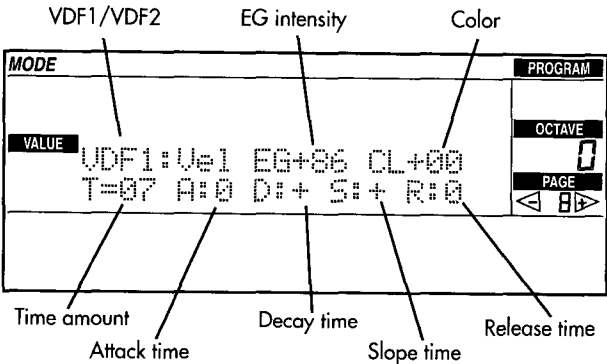 VDF1/VDF2 EG intensity Color
MODE PROGRAM
OCTAVE
0
VALUE
VDF1:Vel EG+86 CL+00
T=07 A:0 D:+ S:+ R:0
PAGE
- 8 +
Time amount Attack time Decay time Slope time Release time